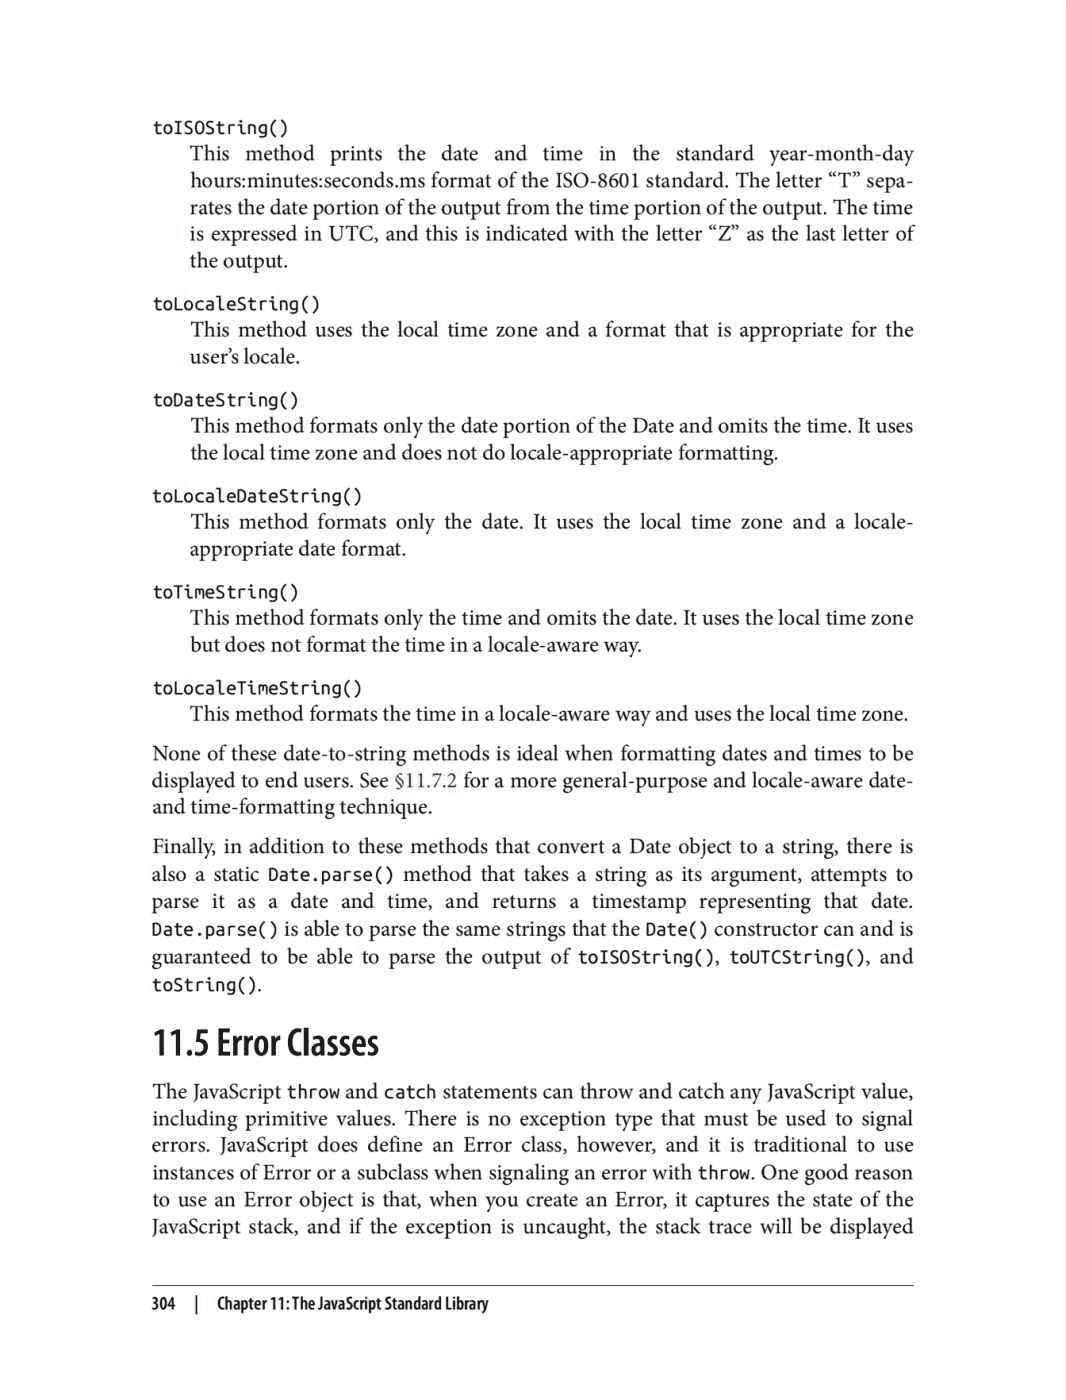 toISOString()
This method prints the date and time in the standard year-month-day
hours:minutes:seconds.ms format of the ISO-8601 standard. The letter “T” sepa-
rates the date portion of the output from the time portion of the output. The time
is expressed in UTC, and this is indicated with the letter “Z” as the last letter of
the output.
toLocaleString()
This method uses the local time zone and a format that is appropriate for the
user’s locale.
toDateString()
This method formats only the date portion of the Date and omits the time. It uses
the local time zone and does not do locale-appropriate formatting.
toLocaleDateString()
This method formats only the date. It uses the local time zone and a locale-
appropriate date format.
toTimeString()
This method formats only the time and omits the date. It uses the local time zone
but does not format the time in a locale-aware way.
toLocaleTimeString()
This method formats the time in a locale-aware way and uses the local time zone.
None of these date-to-string methods is ideal when formatting dates and times to be
displayed to end users. See §11.7.2 for a more general-purpose and locale-aware date-
and time-formatting technique.
Finally, in addition to these methods that convert a Date object to a string, there is
also a static Date.parse() method that takes a string as its argument, attempts to
parse it as a date and time, and returns a timestamp representing that date.
Date.parse() is able to parse the same strings that the Date() constructor can and is
guaranteed to be able to parse the output of toISOString(), toUTCString(), and
toString().
11.5 Error Classes
The JavaScript throw and catch statements can throw and catch any JavaScript value,
including primitive values. There is no exception type that must be used to signal
errors. JavaScript does define an Error class, however, and it is traditional to use
instances of Error or a subclass when signaling an error with throw. One good reason
to use an Error object is that, when you create an Error, it captures the state of the
JavaScript stack, and if the exception is uncaught, the stack trace will be displayed
304 | Chapter 11: The JavaScript Standard Library